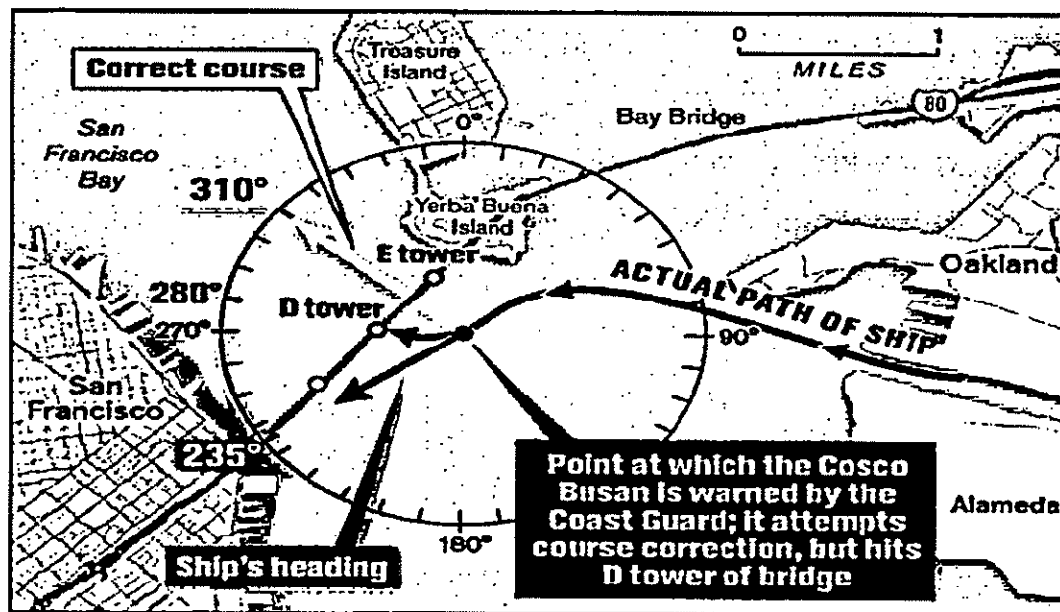 Correct course
Treasure
Island
0 1
MILES
San
Francisco
Bay
0°
Bay Bridge
80
310°
Yerba Buena
Island
E tower
Oakland
280°
D tower
ACTUAL PATH OF SHIP
270°
90°
San
Francisco
235°
Point at which the Cosco
Busan is warned by the
Coast Guard; it attempts
course correction, but hits
D tower of bridge
Alameda
180°
Ship's heading